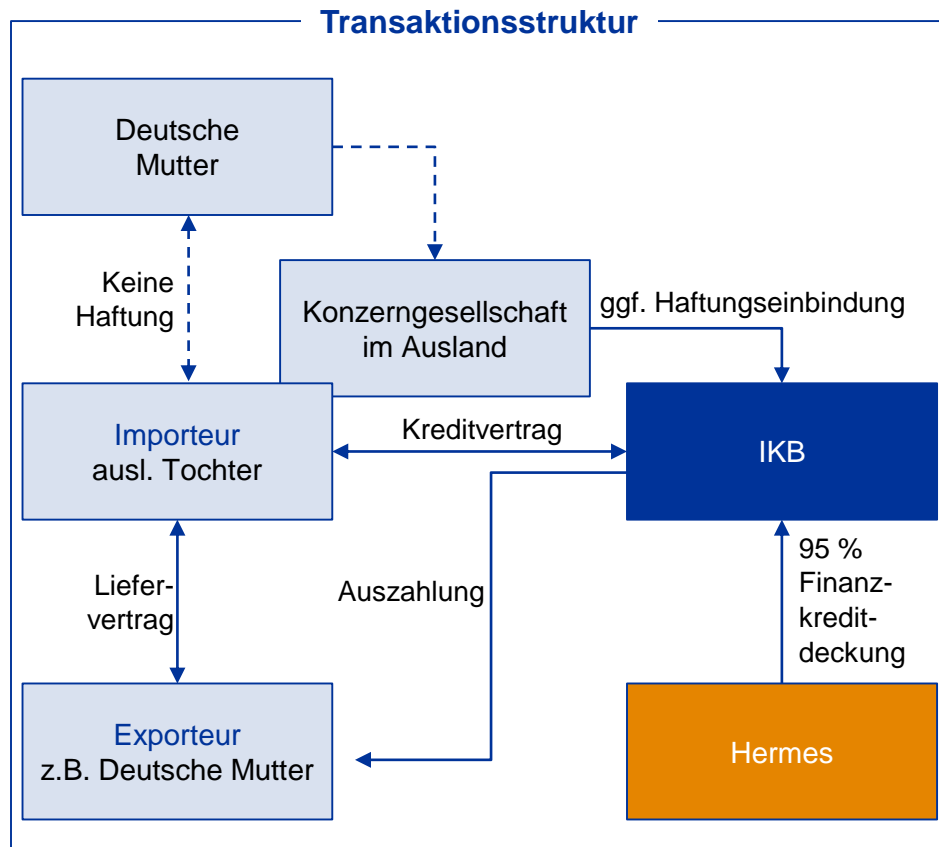 Transaktionsstruktur
Deutsche
Mutter
Keine
Haftung
Konzerngesellschaft
im Ausland
ggf. Haftungseinbindung
Importeur
ausl. Tochter
Kreditvertrag
IKB
Liefer-
vertrag
Auszahlung
95 %
Finanz-
kredit-
deckung
Exporteur
z.B. Deutsche Mutter
Hermes